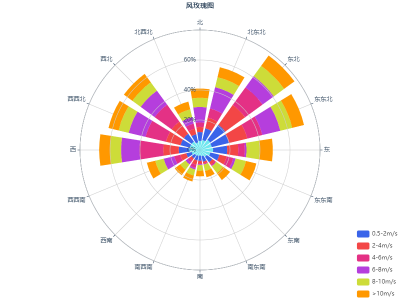 风玫瑰图
北
北西北
北东北
西北
东北
60%
西西北
东东北
40%
20%
西
东
西西南
东东南
西南
东南
南西南
南东南
南
0.5-2m/s
2-4m/s
4-6m/s
6-8m/s
8-10m/s
>10m/s